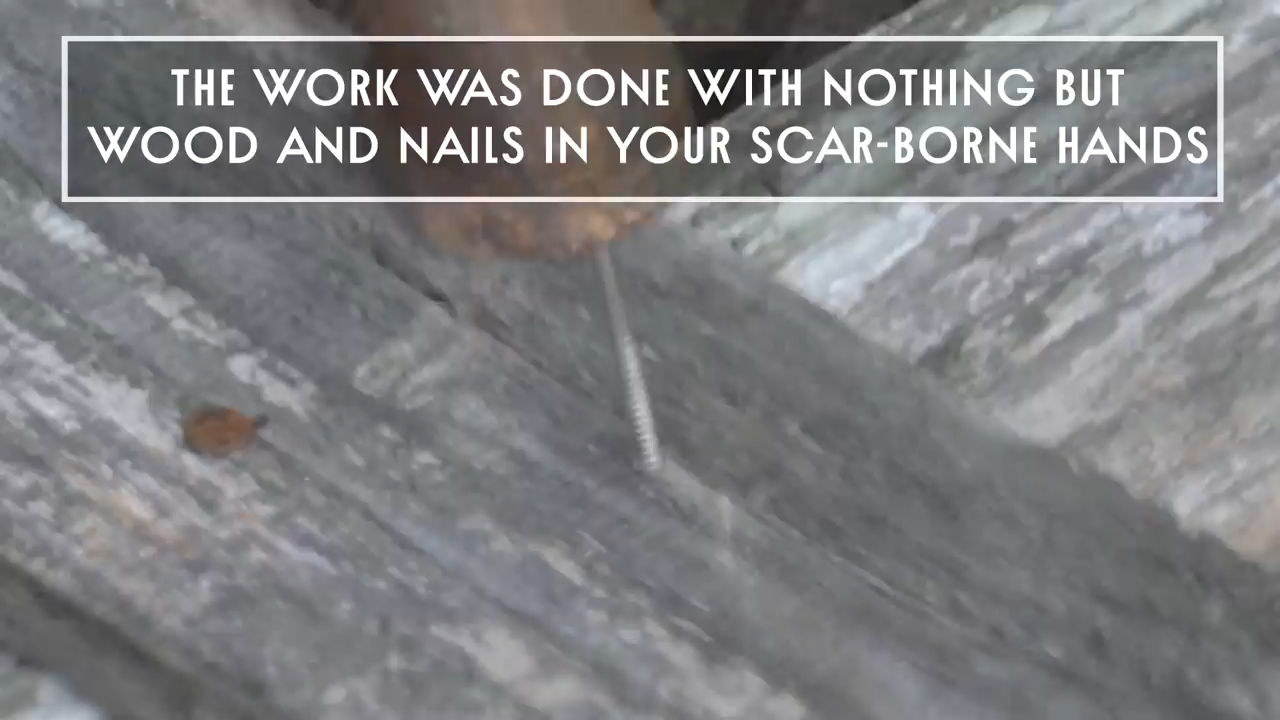 THE WORK WAS DONE WITH NOTHING BUT
WOOD AND NAILS IN YOUR SCAR-BORNE HANDS